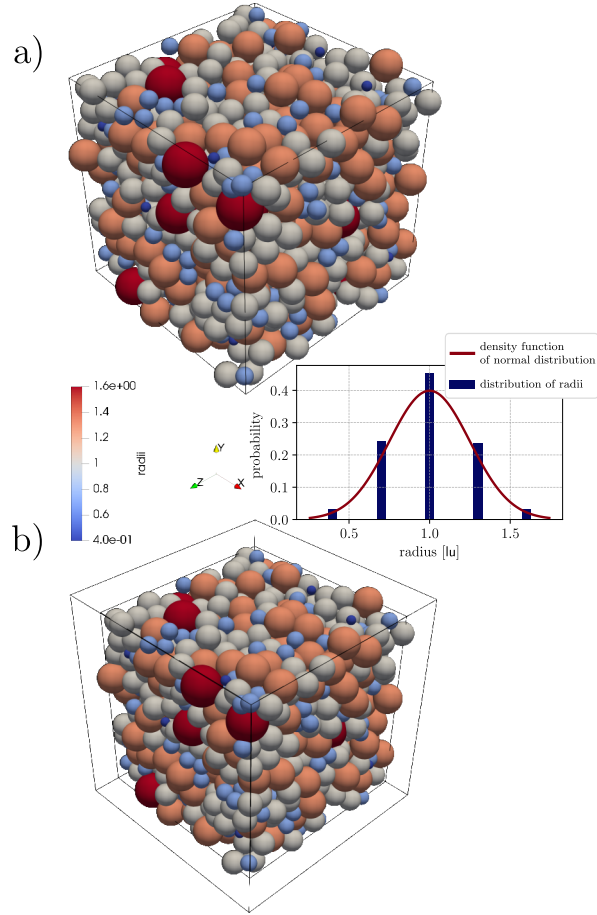 a)
density function
of normal distribution
distribution of radii
1.6e+00
1.4
1.2
1
0.8
0.6
4.0e-01
radii
Y
Z
X
0.4
0.3
0.2
0.1
0.0
probability
0.5
1.0
1.5
radius [lu]
b)